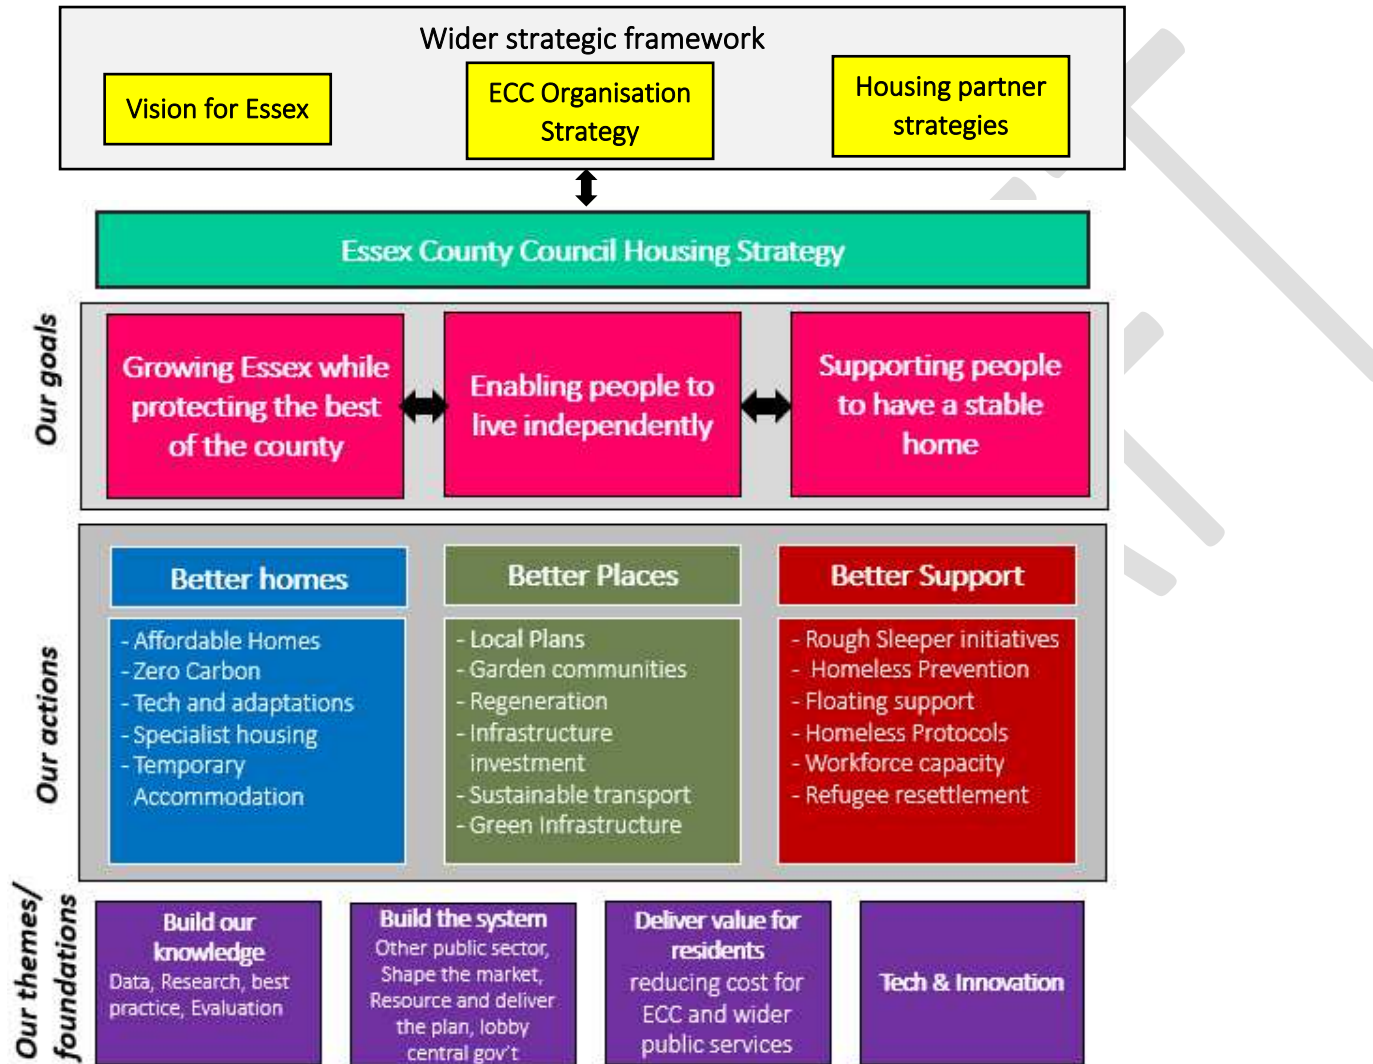 Wider strategic framework
Vision for Essex
ECC Organisation
Strategy
Housing partner
strategies
Essex County Council Housing Strategy
Our goals
Growing Essex while
protecting the best
of the county
Enabling people to
live independently
Supporting people
to have a stable
home
Our actions
Better homes
- Affordable Homes
- Zero Carbon
- Tech and adaptations
- Specialist housing
- Temporary
Accommodation
Better Places
- Local Plans
- Garden communities
- Regeneration
- Infrastructure
investment
- Sustainable transport
- Green Infrastructure
Better Support
- Rough Sleeper initiatives
- Homeless Prevention
- Floating support
- Homeless Protocols
- Workforce capacity
- Refugee resettlement
Our themes/
foundations
Build our
knowledge
Data, Research, best
practice, Evaluation
Build the system
Other public sector,
Shape the market,
Resource and deliver
the plan, lobby
central gov't
Deliver value for
residents
reducing cost for
ECC and wider
public services
Tech & Innovation